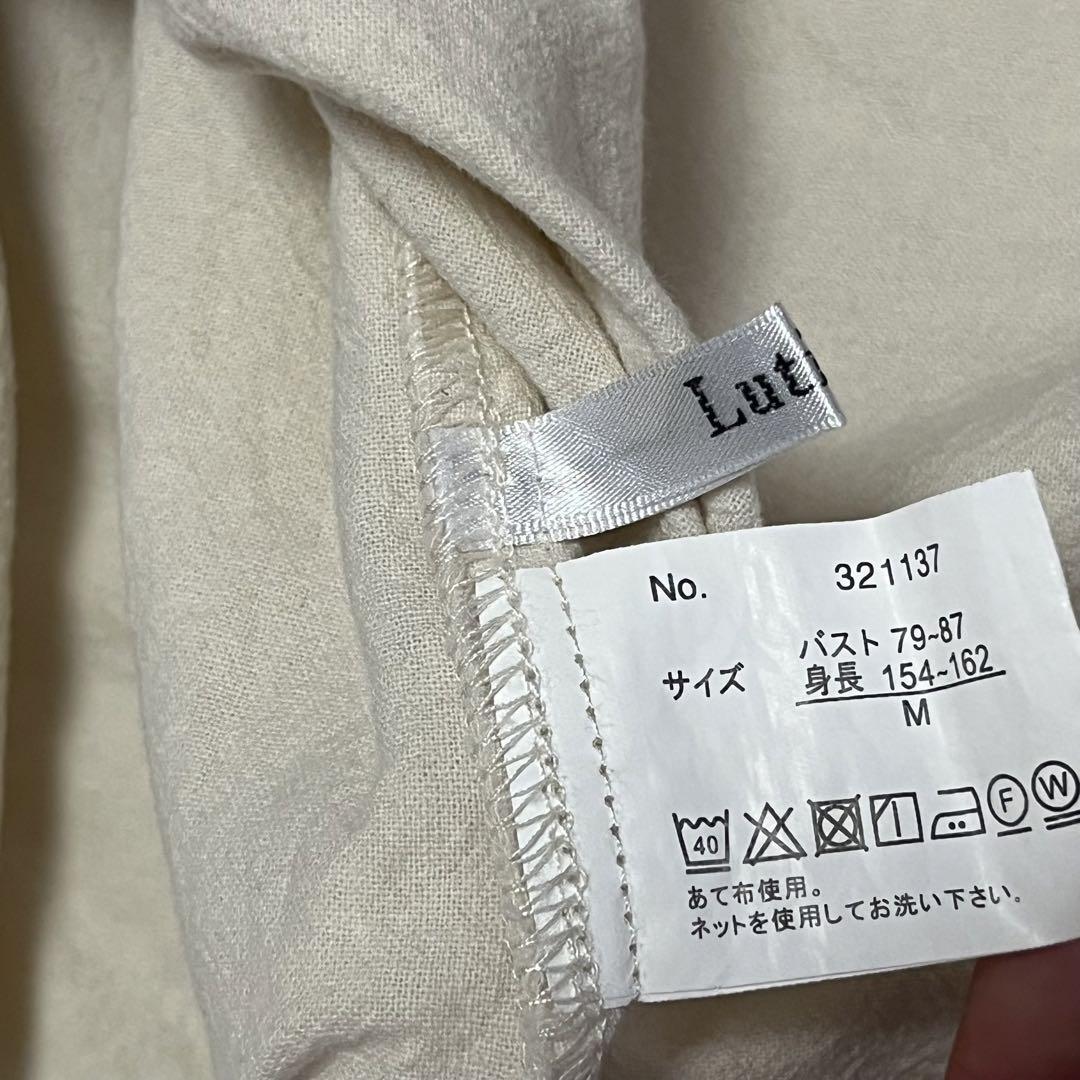 Lut
No. 321137
サイズ
バスト 79~87
身長 154~162
M
40
F
W
あて布使用。
ネットを使用してお洗い下さい。